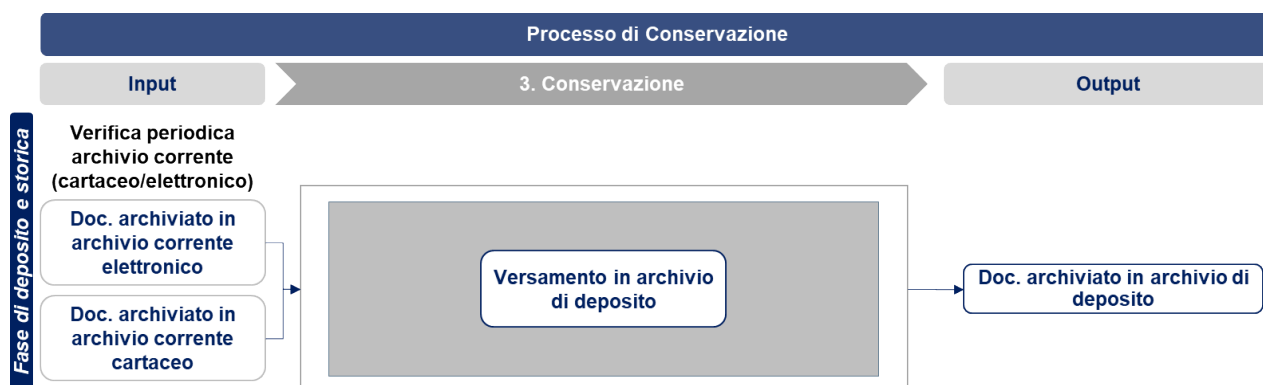 Processo di Conservazione
Input
3. Conservazione
Output
Fase di deposito e storica
Verifica periodica
archivio corrente
(cartaceo/elettronico)
Doc. archiviato in
archivio corrente
elettronico
Doc. archiviato in
archivio corrente
cartaceo
Versamento in archivio
di deposito
Doc. archiviato in archivio di
deposito